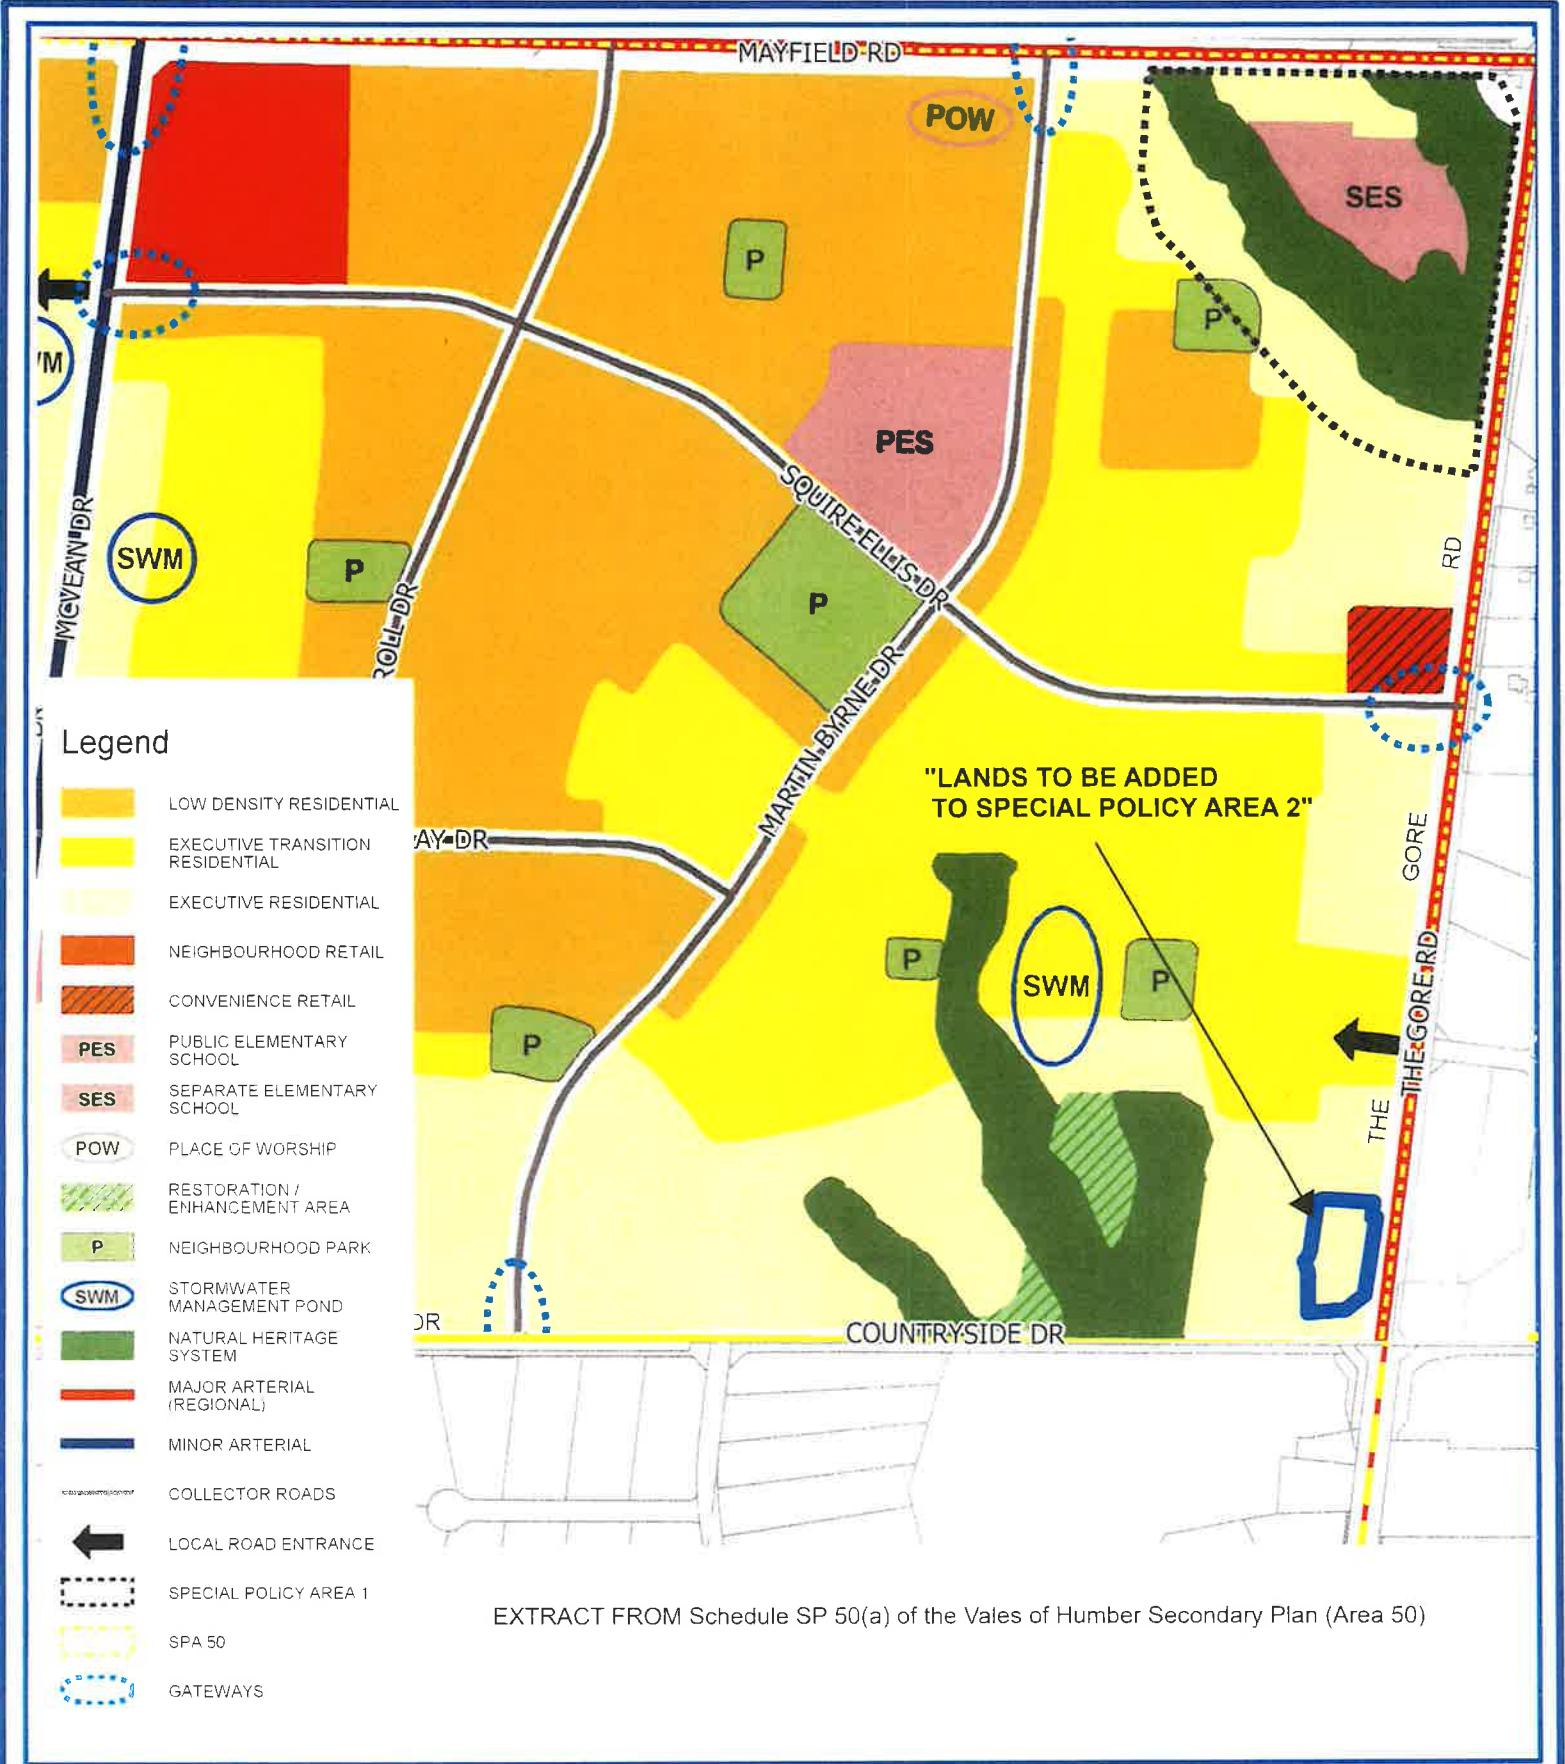 MAYFIELD RD
POW
SES
P
P
/M
PES
SQUIRE ELLIS DR
MCVEAN DR
SWM
P
ROLL DR
P
RD
MARTIN BYRNE DR
"LANDS TO BE ADDED
TO SPECIAL POLICY AREA 2"
AY DR
GORE
P
SWM
P
THE GORE RD
P
THE
DR
COUNTRYSIDE DR
Legend
LOW DENSITY RESIDENTIAL
EXECUTIVE TRANSITION
RESIDENTIAL
EXECUTIVE RESIDENTIAL
NEIGHBOURHOOD RETAIL
CONVENIENCE RETAIL
PES PUBLIC ELEMENTARY
SCHOOL
SES SEPARATE ELEMENTARY
SCHOOL
POW PLACE OF WORSHIP
RESTORATION /
ENHANCEMENT AREA
P NEIGHBOURHOOD PARK
SWM STORMWATER
MANAGEMENT POND
NATURAL HERITAGE
SYSTEM
MAJOR ARTERIAL
(REGIONAL)
MINOR ARTERIAL
COLLECTOR ROADS
LOCAL ROAD ENTRANCE
SPECIAL POLICY AREA 1
SPA 50
GATEWAYS
EXTRACT FROM Schedule SP 50(a) of the Vales of Humber Secondary Plan (Area 50)